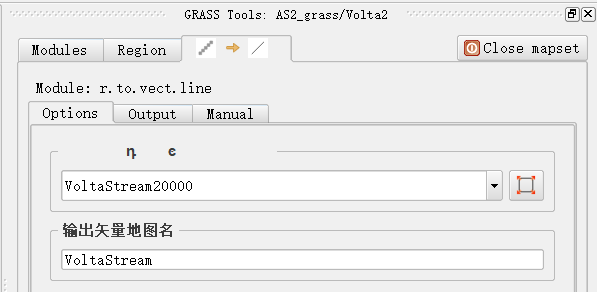 GRASS Tools: AS2_grass/Volta2
Modules Region Close mapset
Module: r.to.vect.line
Options Output Manual
VoltaStream20000
输出矢量地图名
VoltaStream